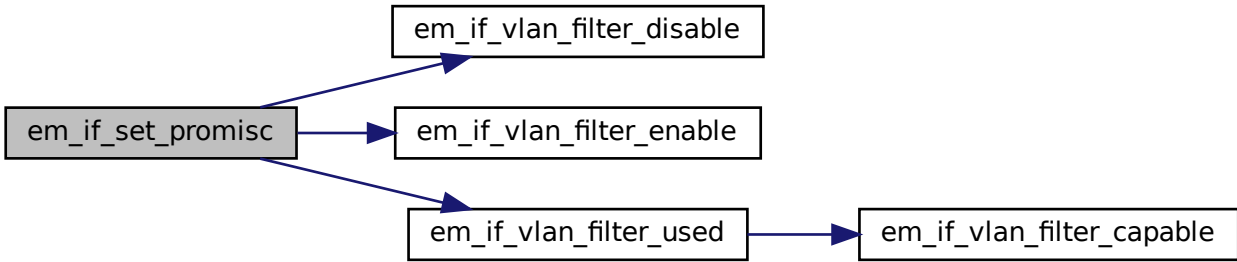 em_if_vlan_filter_disable
em_if_set_promisc
em_if_vlan_filter_enable
em_if_vlan_filter_used
em_if_vlan_filter_capable